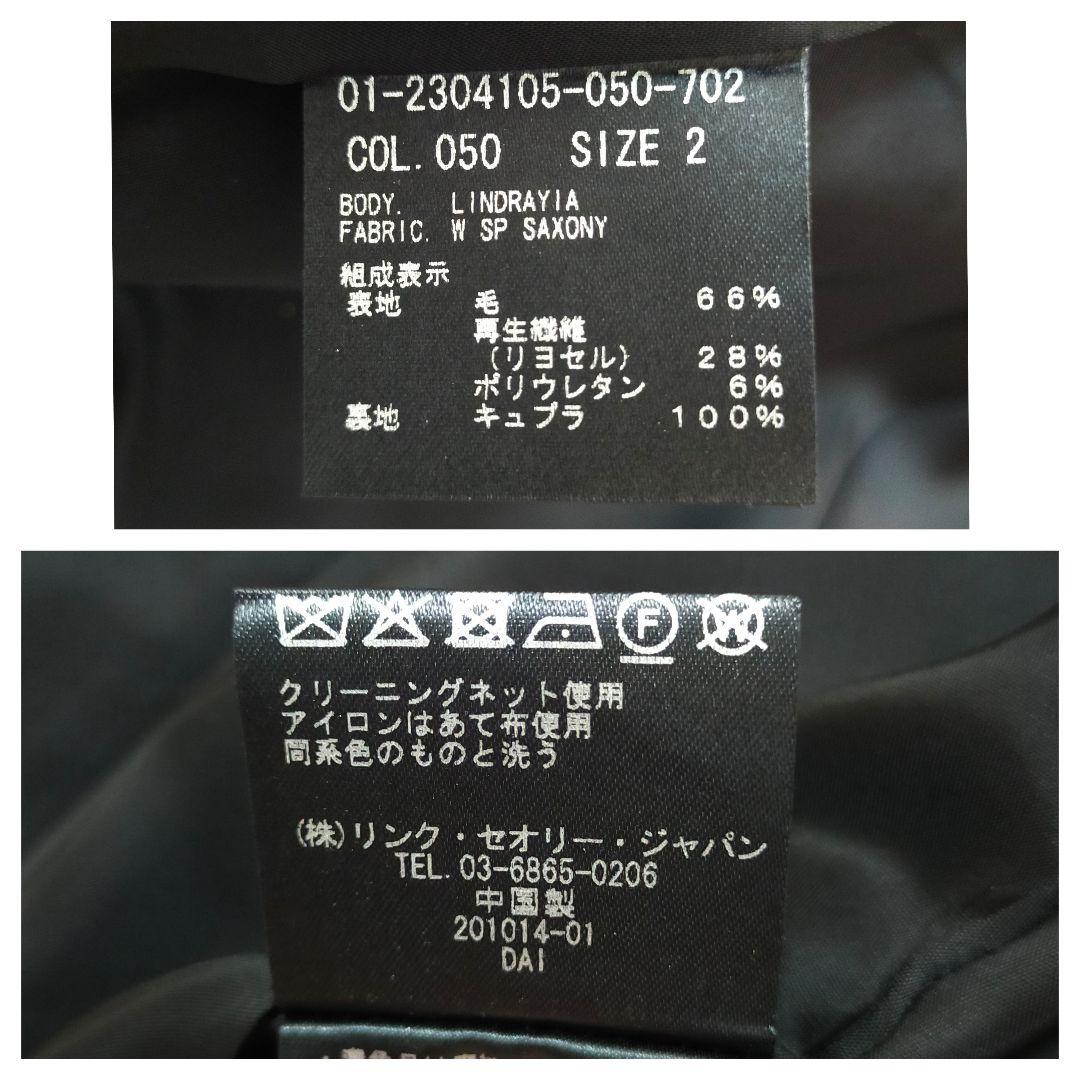 01-2304105-050-702
COL. 050 SIZE 2
BODY. LINDRAYIA
FABRIC. W SP SAXONY
組成表示
表地 毛 66%
再生繊維
(リヨセル) 28%
ポリウレタン 6%
裏地 キュプラ 100%
F
W
クリーニングネット使用
アイロンはあて布使用
同系色のものと洗う
(株)リンク・セオリー・ジャパン
TEL. 03-6865-0206
中国製
201014-01
DAI